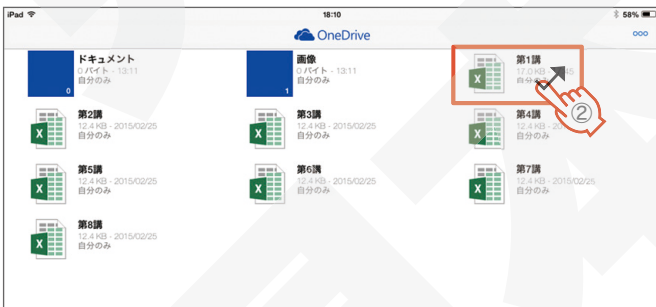 iPad 18:10 58%
OneDrive
ドキュメント
0 バイト - 13:11
自分のみ
0
画像
0 バイト - 13:11
自分のみ
1
第1講
17.0 KB - 45
自分のみ
第2講
12.4 KB - 2015/02/25
自分のみ
第3講
12.4 KB - 2015/02/25
自分のみ
第4講
12.4 KB - 20
自分のみ
②
第5講
12.4 KB - 2015/02/25
自分のみ
第6講
12.4 KB - 2015/02/25
自分のみ
第7講
12.4 KB - 2015/02/25
自分のみ
第8講
12.4 KB - 2015/02/25
自分のみ